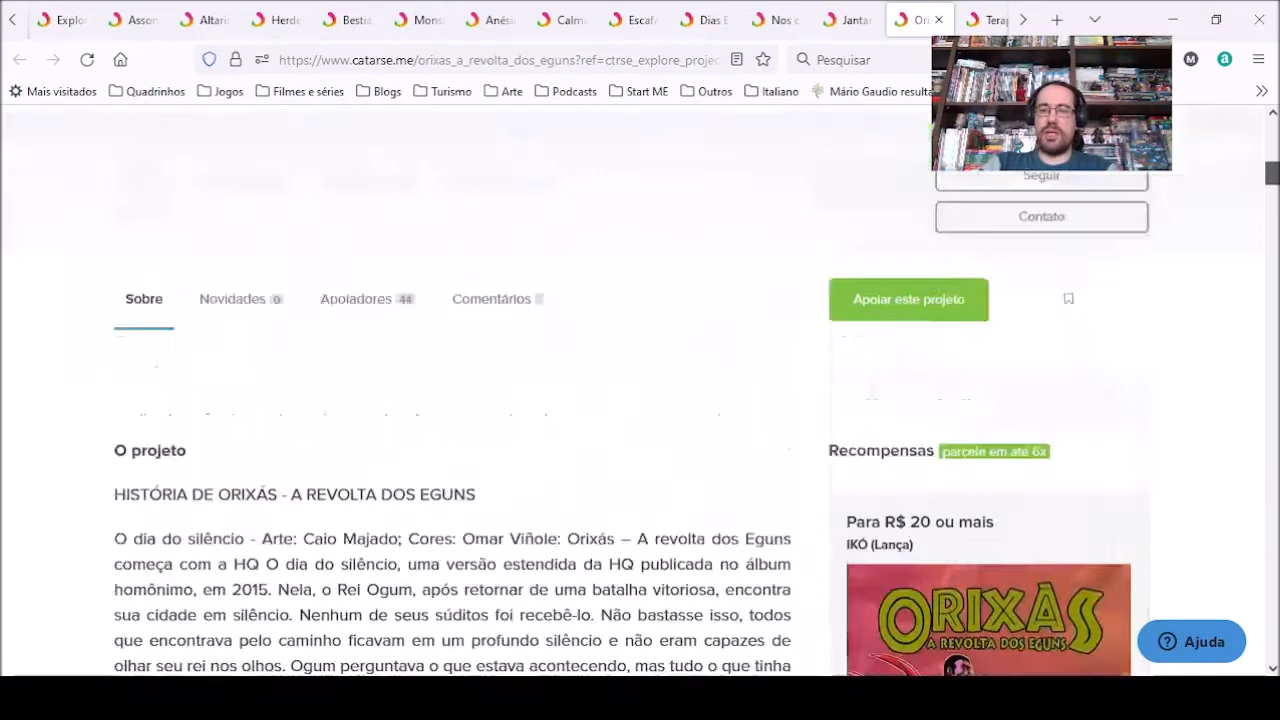 Explo
Asson
Altari
Herde
Bestiá
Mons
Anésia
Calma
Escafa
Dias E
Nos c
Jantar
Ori
Tera
https://www.catarse.me/orixas_a_revolta_dos_eguns?ref=ctrse_explore_projec
Pesquisar
M
a
Mais visitados
Quadrinhos
Jogos
Filmes e séries
Blogs
Turismo
Arte
Podcasts
Start ME
Outros
Italiano
Mário Gaudio resulta
Seguir
Contato
Sobre
Novidades 0
Apoiadores 44
Comentários
Apoiar este projeto
O projeto
HISTÓRIA DE ORIXÁS - A REVOLTA DOS EGUNS
O dia do silêncio - Arte: Caio Majado; Cores: Omar Viñole: Orixás – A revolta dos Eguns
começa com a HQ O dia do silêncio, uma versão estendida da HQ publicada no álbum
homônimo, em 2015. Nela, o Rei Ogum, após retornar de uma batalha vitoriosa, encontra
sua cidade em silêncio. Nenhum de seus súditos foi recebê-lo. Não bastasse isso, todos
que encontrava pelo caminho ficavam em um profundo silêncio e não eram capazes de
olhar seu rei nos olhos. Ogum perguntava o que estava acontecendo, mas tudo o que tinha
Recompensas parcele em até 6x
Para R$ 20 ou mais
IKÓ (Lança)
ORIXÁS
A REVOLTA DOS EGUNS
Ajuda